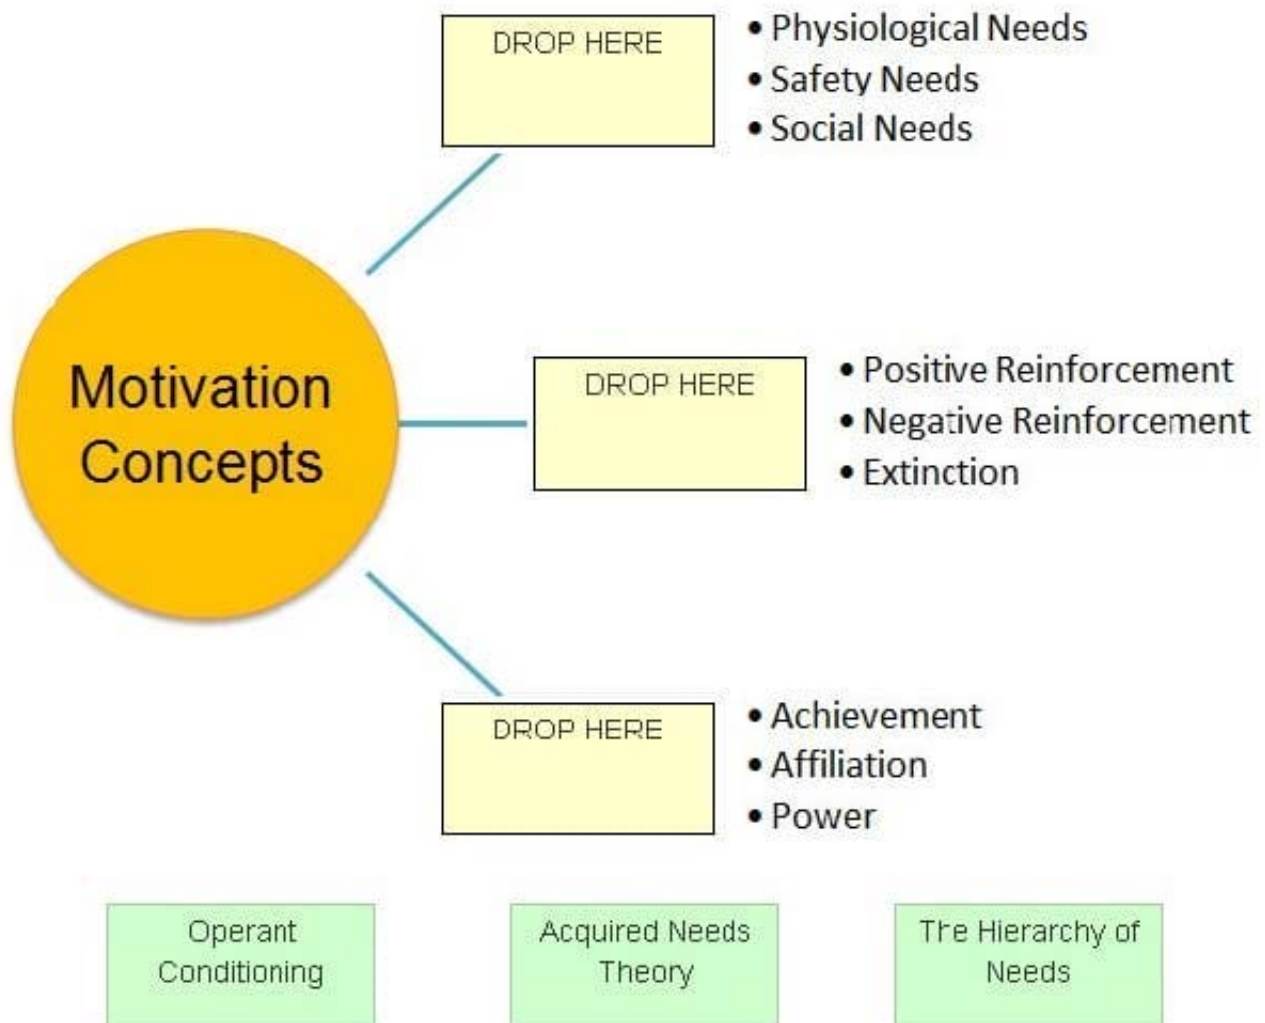 DROP HERE
• Physiological Needs
• Safety Needs
• Social Needs
Motivation
Concepts
DROP HERE
• Positive Reinforcement
• Negative Reinforcement
• Extinction
DROP HERE
• Achievement
• Affiliation
• Power
Operant
Conditioning
Acquired Needs
Theory
The Hierarchy of
Needs